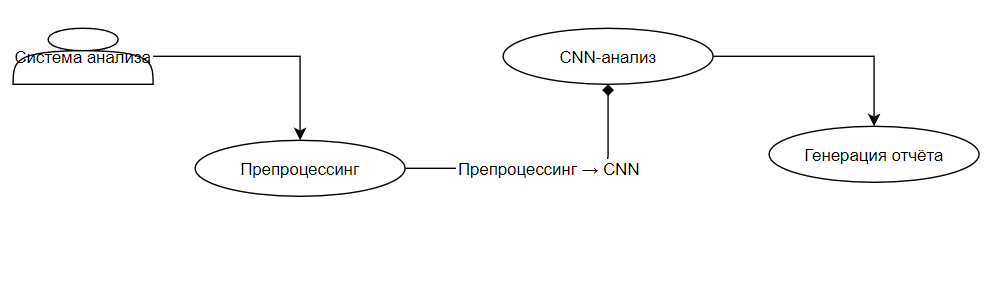 Система анализа
CNN-анализ
Генерация отчёта
Препроцессинг
Препроцессинг → CNN